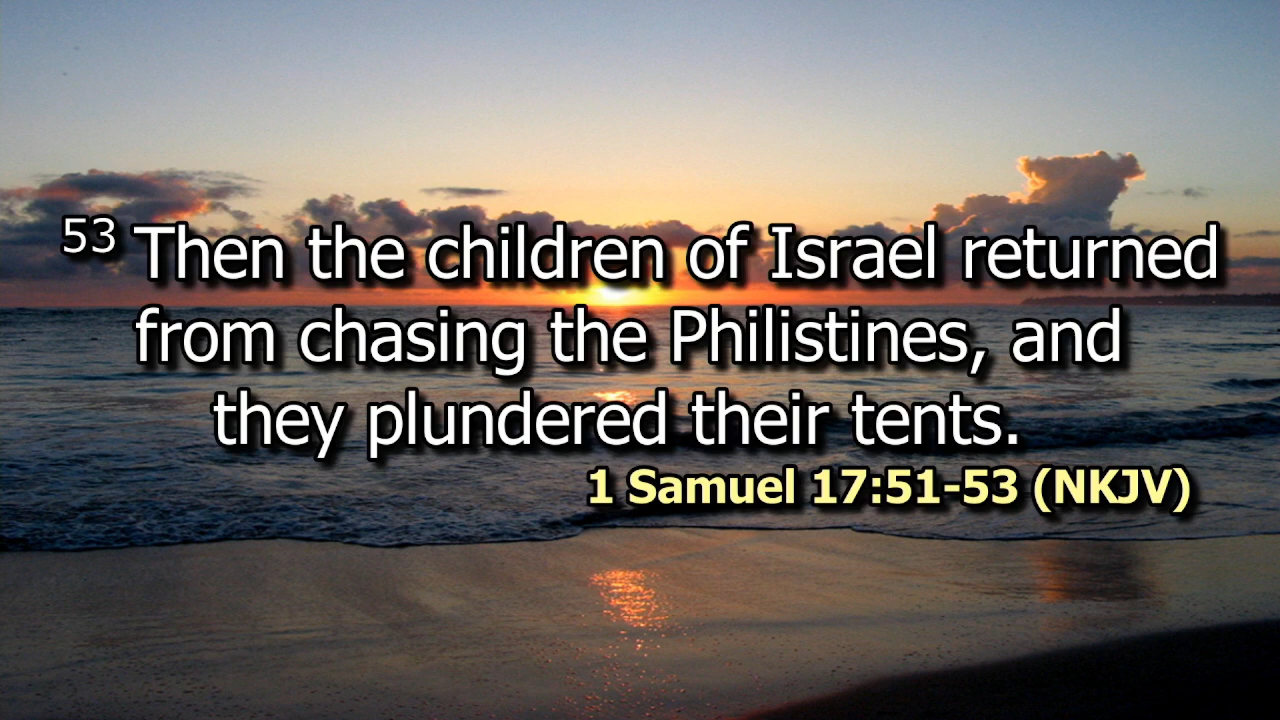 53 Then the children of Israel returned
from chasing the Philistines, and
they plundered their tents.
1 Samuel 17:51-53 (NKJV)